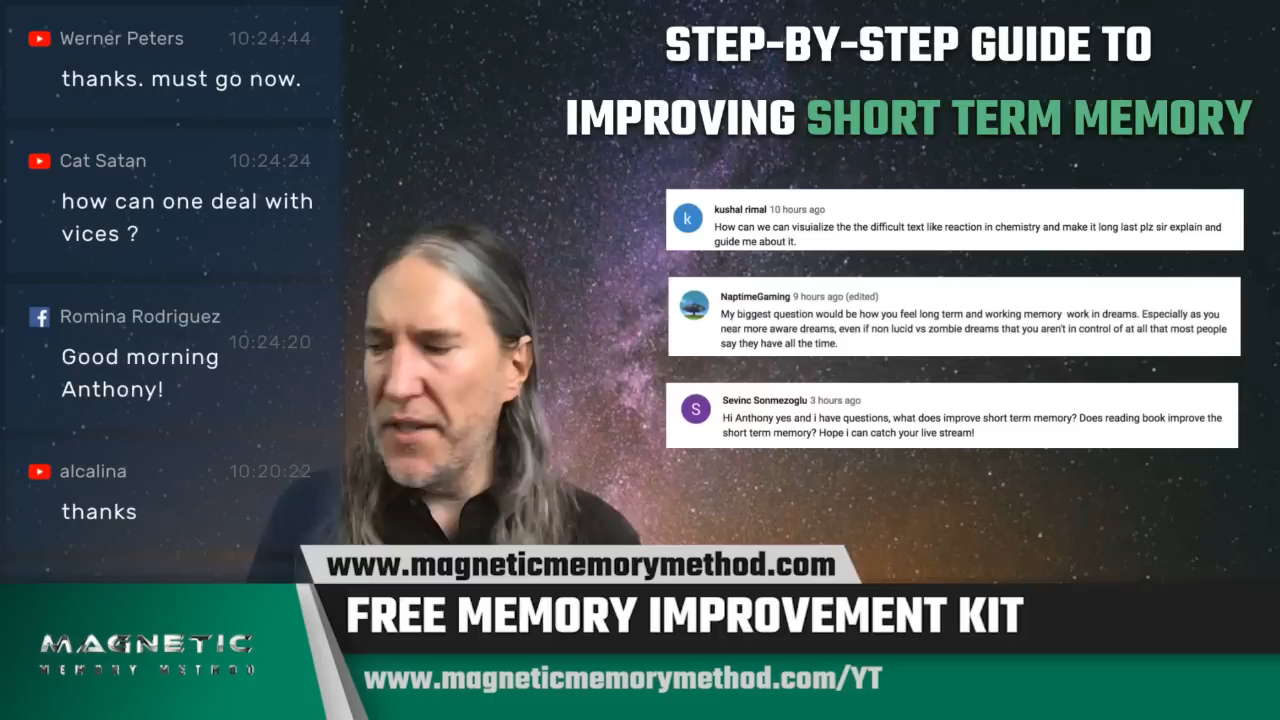 Werner Peters 10:24:44
thanks. must go now.
Cat Satan 10:24:24
how can one deal with
vices ?
Romina Rodriguez
10:24:20
Good morning
Anthony!
alcalina 10:20:22
thanks
STEP-BY-STEP GUIDE TO
IMPROVING SHORT TERM MEMORY
k
kushal rimal 10 hours ago
How can we can visuialize the the difficult text like reaction in chemistry and make it long last plz sir explain and
guide me about it.
NaptimeGaming 9 hours ago (edited)
My biggest question would be how you feel long term and working memory work in dreams. Especially as you
near more aware dreams, even if non lucid vs zombie dreams that you aren't in control of at all that most people
say they have all the time.
S
Sevinc Sonmezoglu 3 hours ago
Hi Anthony yes and i have questions, what does improve short term memory? Does reading book improve the
short term memory? Hope i can catch your live stream!
www.magneticmemorymethod.com
FREE MEMORY IMPROVEMENT KIT
www.magneticmemorymethod.com/YT
MAGNETIC
MEMORY METHOD